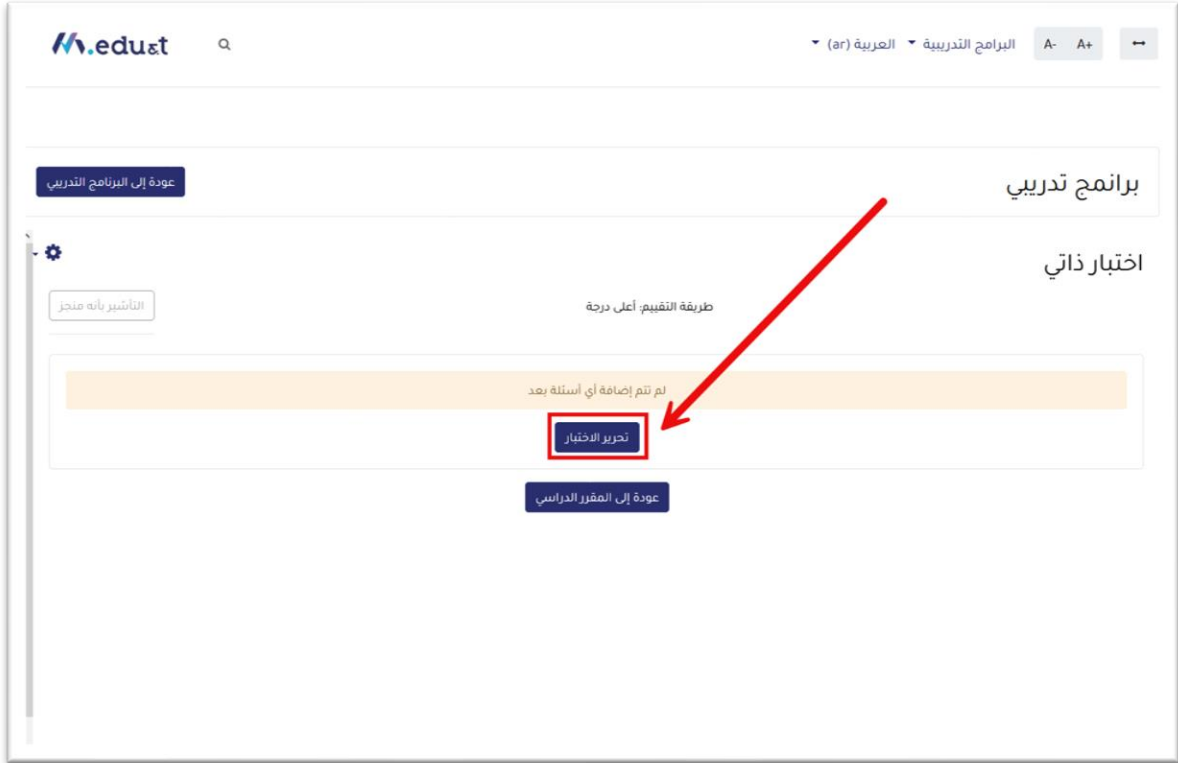 البرامج التدريبية العربية (ar) A- A+
M.edu&t
برانمج تدريبي
عودة إلى البرنامج التدريبي
اختبار ذاتي
طريقة التقييم: أعلى درجة
التأشير بأنه منجز
لم تتم إضافة أي أسئلة بعد
تحرير الاختبار
عودة إلى المقرر الدراسي